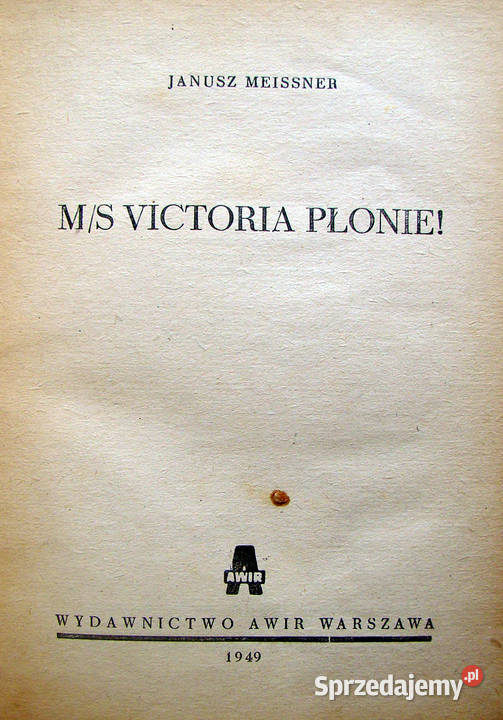 JANUSZ MEISSNER
M/S VICTORIA PŁONIE!
AWIR
WYDAWNICTWO AWIR WARSZAWA
1949
Sprzedajemy.pl